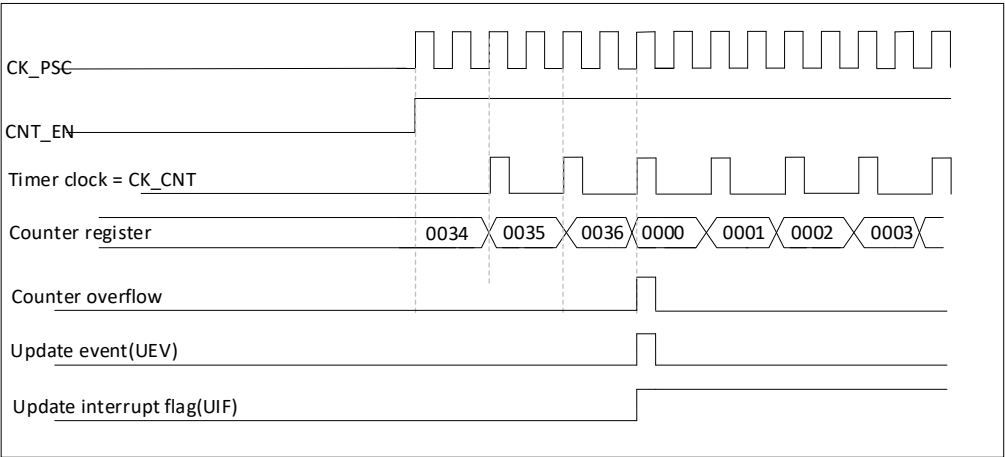 CK_PSC
CNT_EN
Timer clock = CK_CNT
Counter register 0034 0035 0036 0000 0001 0002 0003
Counter overflow
Update event(UEV)
Update interrupt flag(UIF)